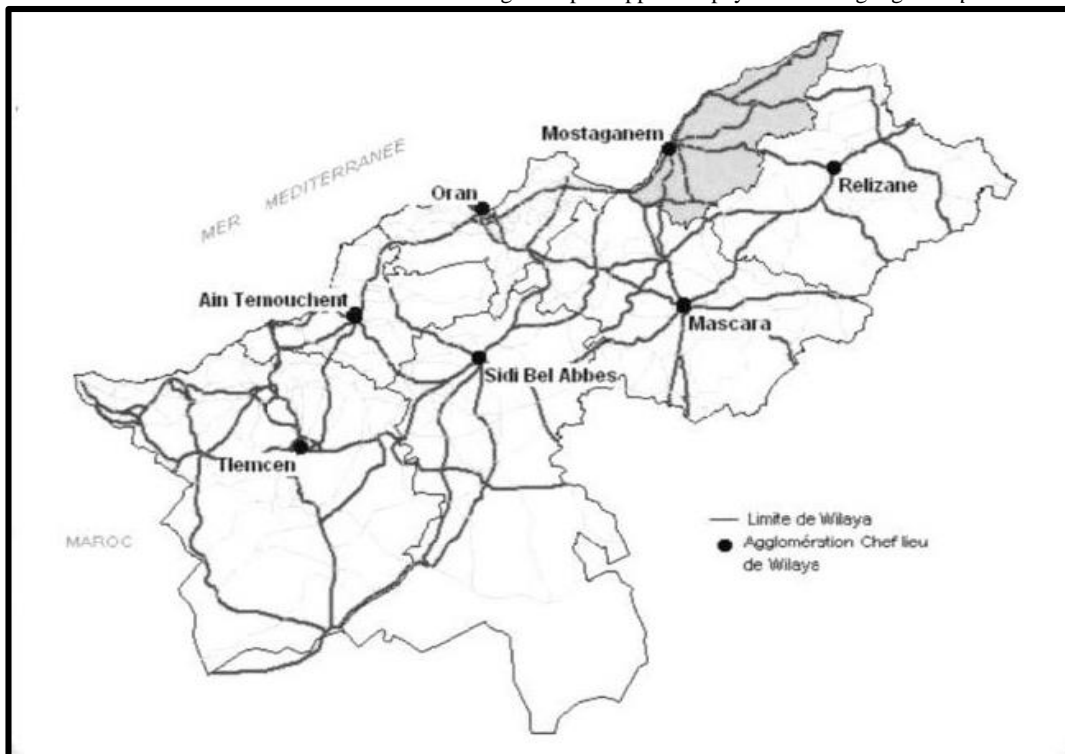 Mostaganem
Relizane
MER MEDITERRANEE
Oran
Ain Temouchent
Mascara
Sidi Bel Abbes
Tlemcen
Limite de Wilaya
MAROC
Agglomération Chef lieu
de Wilaya